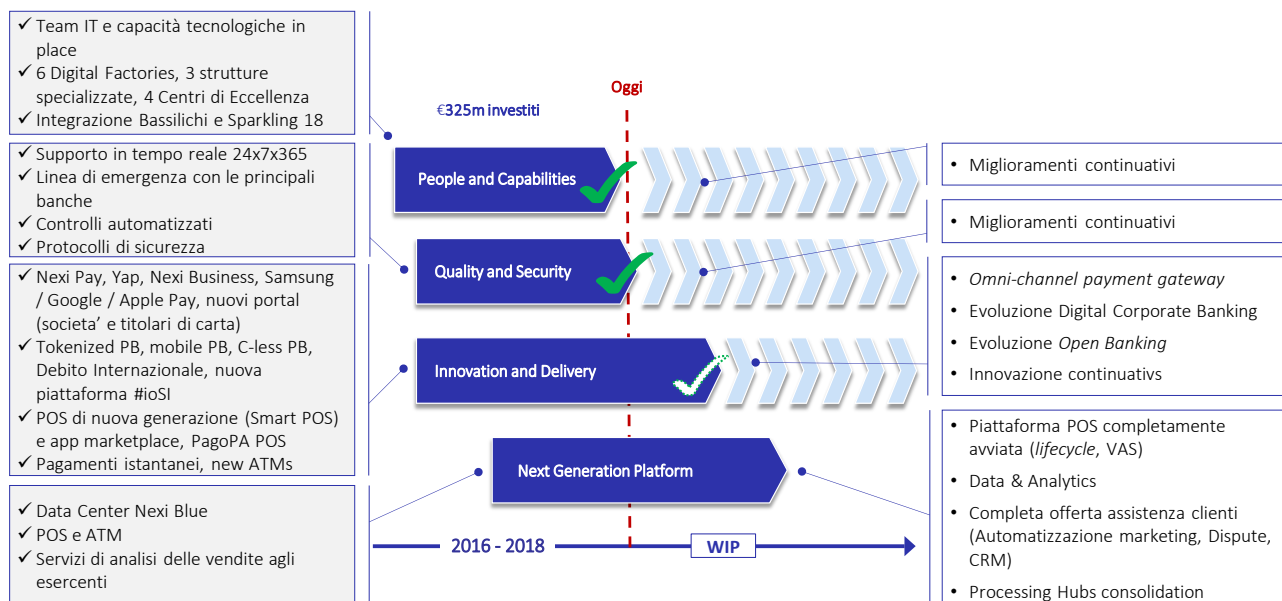 ✓ Team IT e capacità tecnologiche in
place
✓ 6 Digital Factories, 3 strutture
specializzate, 4 Centri di Eccellenza
✓ Integrazione Bassilichi e Sparkling 18
✓ Supporto in tempo reale 24x7x365
✓ Linea di emergenza con le principali
banche
✓ Controlli automatizzati
✓ Protocolli di sicurezza
✓ Nexi Pay, Yap, Nexi Business, Samsung
/ Google / Apple Pay, nuovi portal
(societa’ e titolari di carta)
✓ Tokenized PB, mobile PB, C-less PB,
Debito Internazionale, nuova
piattaforma #ioSI
✓ POS di nuova generazione (Smart POS)
e app marketplace, PagoPA POS
✓ Pagamenti istantanei, new ATMs
✓ Data Center Nexi Blue
✓ POS e ATM
✓ Servizi di analisi delle vendite agli
esercenti
€325m investiti
Oggi
People and Capabilities
Quality and Security
Innovation and Delivery
Next Generation Platform
2016 - 2018
WIP
• Miglioramenti continuativi
• Miglioramenti continuativi
• Omni-channel payment gateway
• Evoluzione Digital Corporate Banking
• Evoluzione Open Banking
• Innovazione continuativs
• Piattaforma POS completamente
avviata (lifecycle, VAS)
• Data & Analytics
• Completa offerta assistenza clienti
(Automatizzazione marketing, Dispute,
CRM)
• Processing Hubs consolidation